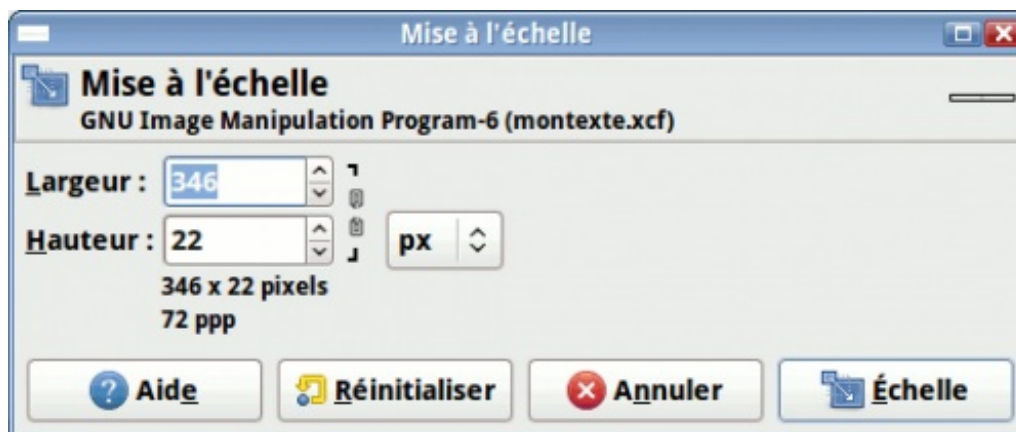 Mise à l'échelle
Mise à l'échelle
GNU Image Manipulation Program-6 (montexte.xcf)
Largeur : 346
Hauteur : 22 px
346 x 22 pixels
72 ppp
Aide Réinitialiser Annuler Échelle